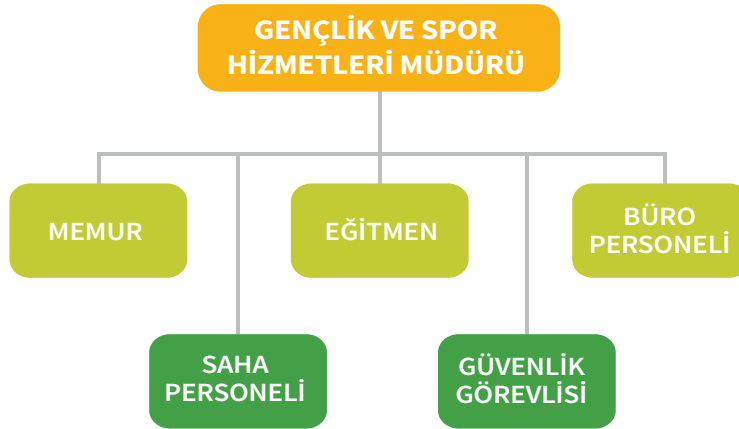 GENÇLİK VE SPOR
HİZMETLERİ MÜDÜRÜ
MEMUR
EĞİTMEN
BÜRO
PERSONELİ
SAHA
PERSONELİ
GÜVENLİK
GÖREVLİSİ